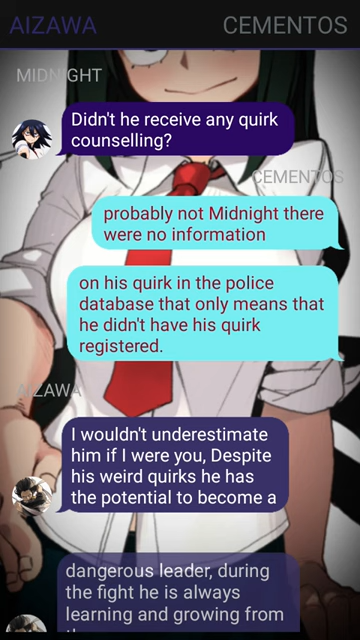 AIZAWA
CEMENTOS
MIDNIGHT
Didn't he receive any quirk
counselling?
CEMENTOS
probably not Midnight there
were no information
on his quirk in the police
database that only means that
he didn't have his quirk
registered.
AIZAWA
I wouldn't underestimate
him if I were you, Despite
his weird quirks he has
the potential to become a
dangerous leader, during
the fight he is always
learning and growing from